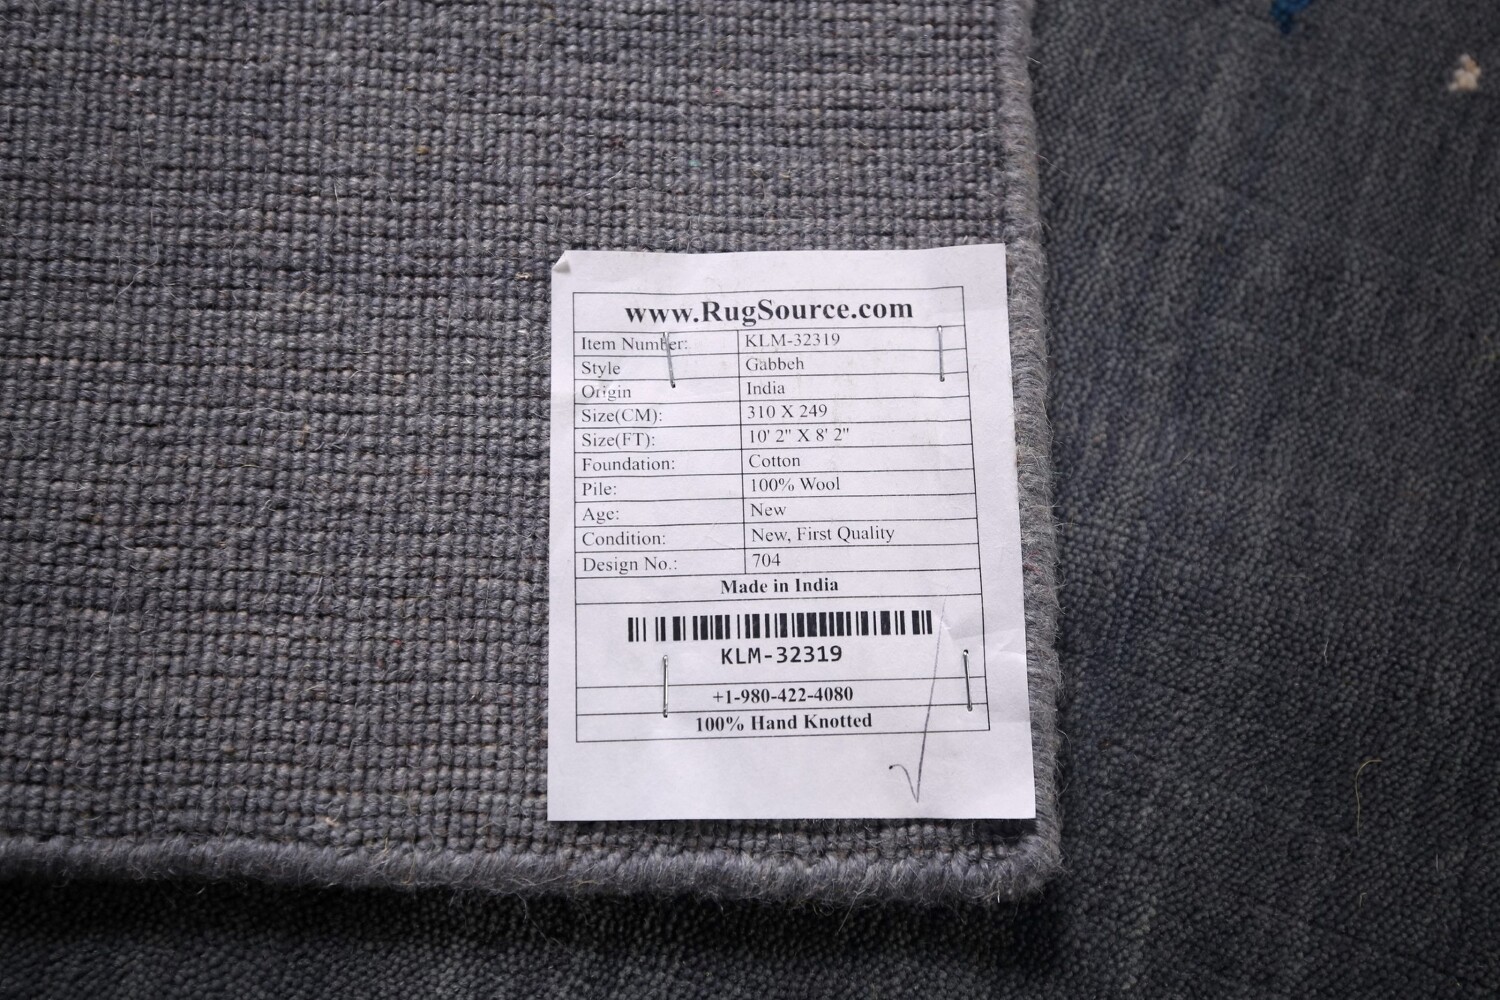 www.RugSource.com
Item Number: KLM-32319
Style Gabbeh
Origin India
Size(CM): 310 X 249
Size(FT): 10' 2" X 8' 2"
Foundation: Cotton
Pile: 100% Wool
Age: New
Condition: New, First Quality
Design No.: 704
Made in India
KLM-32319
+1-980-422-4080
100% Hand Knotted